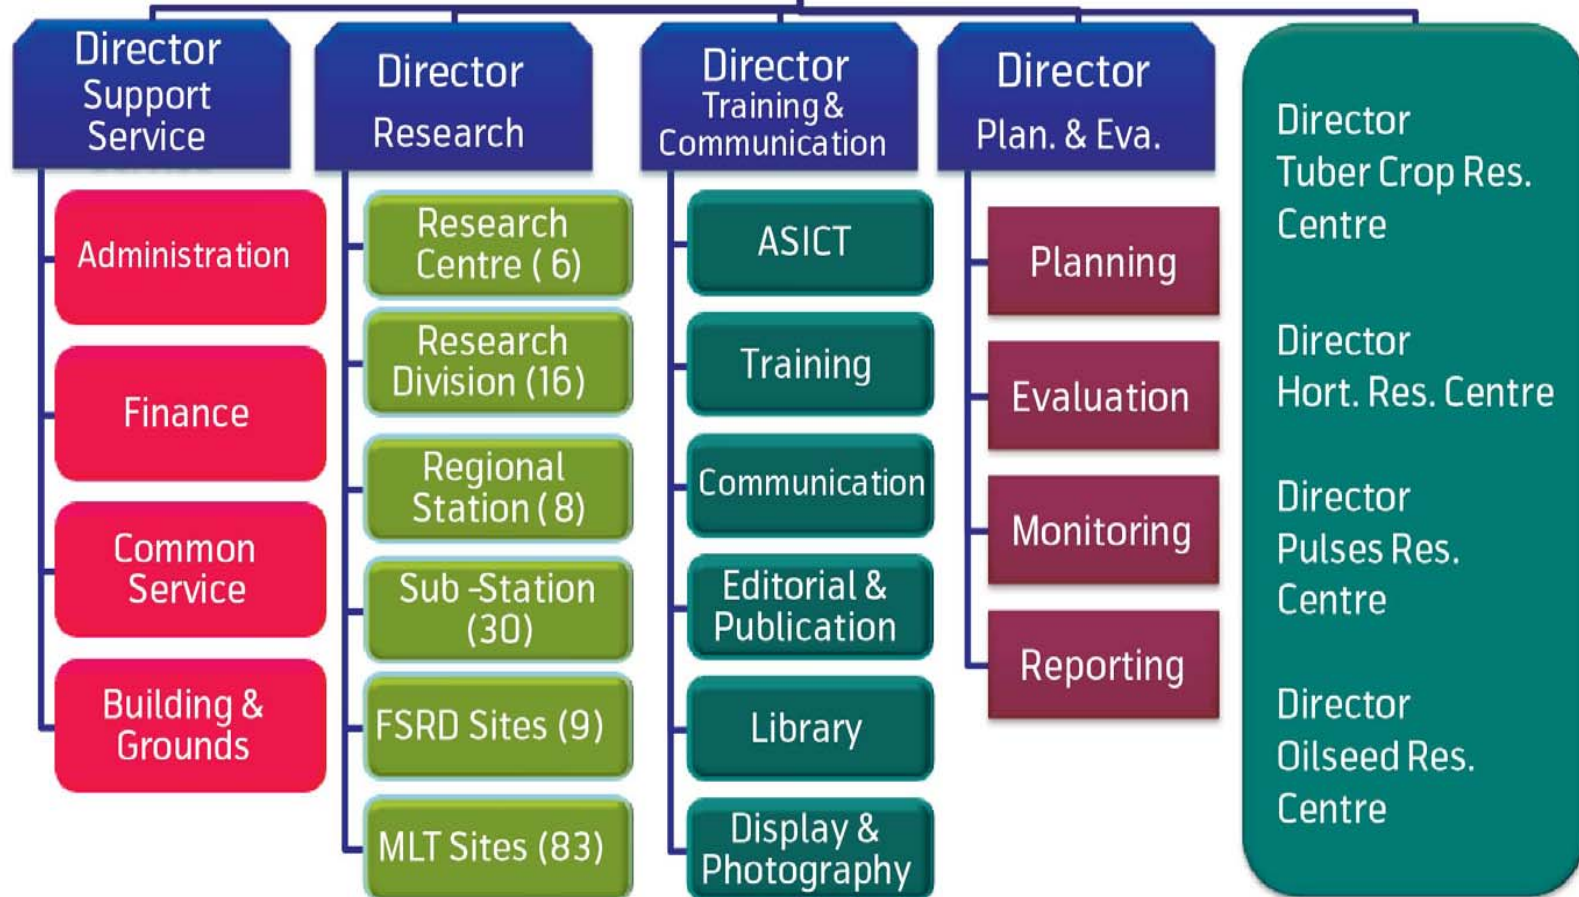 Director
Support
Service
Administration
Finance
Common
Service
Building &
Grounds
Director
Research
Research
Centre ( 6)
Research
Division (16)
Regional
Station ( 8)
Sub -Station
(30)
FSRD Sites (9)
MLT Sites (83)
Director
Training &
Communication
ASICT
Training
Communication
Editorial &
Publication
Library
Display &
Photography
Director
Plan. & Eva.
Planning
Evaluation
Monitoring
Reporting
Director
Tuber Crop Res.
Centre
Director
Hort. Res. Centre
Director
Pulses Res.
Centre
Director
Oilseed Res.
Centre